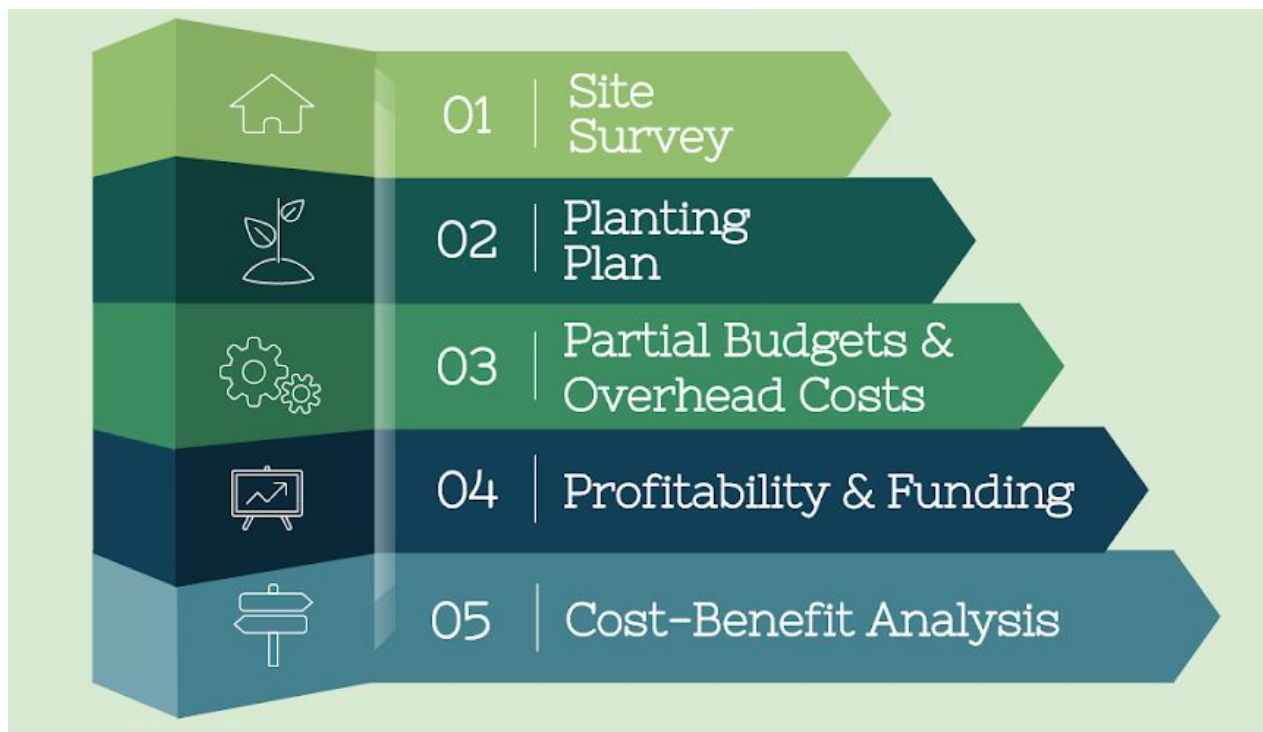 01
Site
Survey
02
Planting
Plan
03
Partial Budgets &
Overhead Costs
04
Profitability & Funding
05
Cost-Benefit Analysis